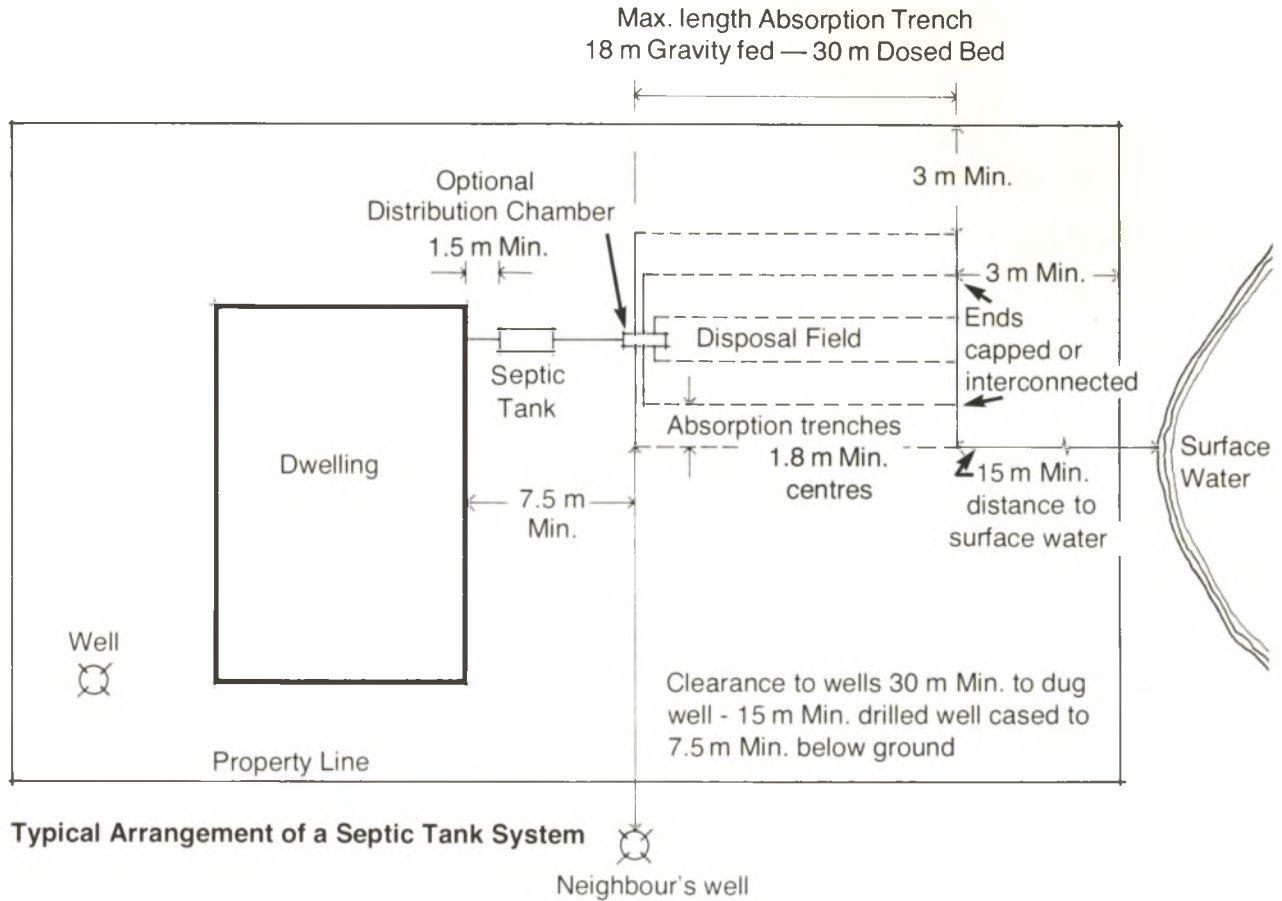 Max. length Absorption Trench
18 m Gravity fed — 30 m Dosed Bed
3 m Min.
Optional
Distribution Chamber
1.5 m Min.
3 m Min.
Ends
capped or
interconnected
Disposal Field
Septic
Tank
Absorption trenches
1.8 m Min.
centres
Dwelling
7.5 m
Min.
15 m Min.
distance to
surface water
Surface
Water
Well
Clearance to wells 30 m Min. to dug
well - 15 m Min. drilled well cased to
7.5 m Min. below ground
Property Line
Typical Arrangement of a Septic Tank System
Neighbour's well